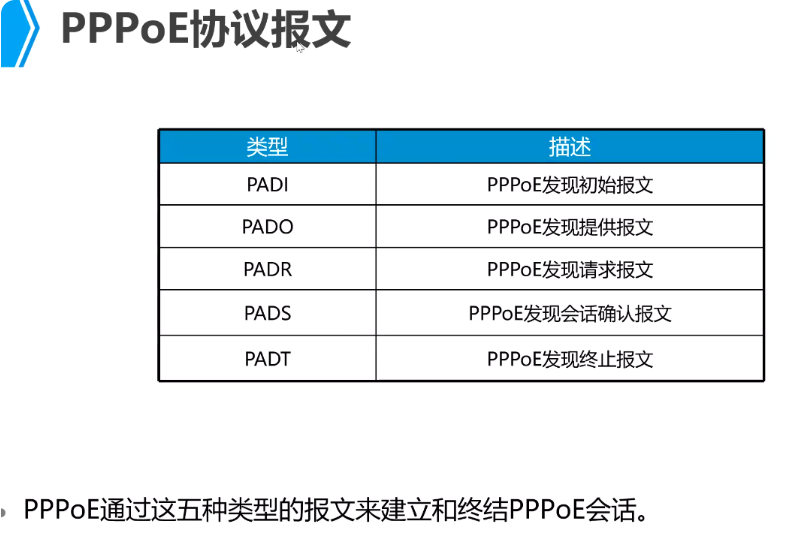 PPPoE协议报文
类型 描述
PADI PPPoE发现初始报文
PADO PPPoE发现提供报文
PADR PPPoE发现请求报文
PADS PPPoE发现会话确认报文
PADT PPPoE发现终止报文
PPPoE通过这五种类型的报文来建立和终结PPPoE会话。